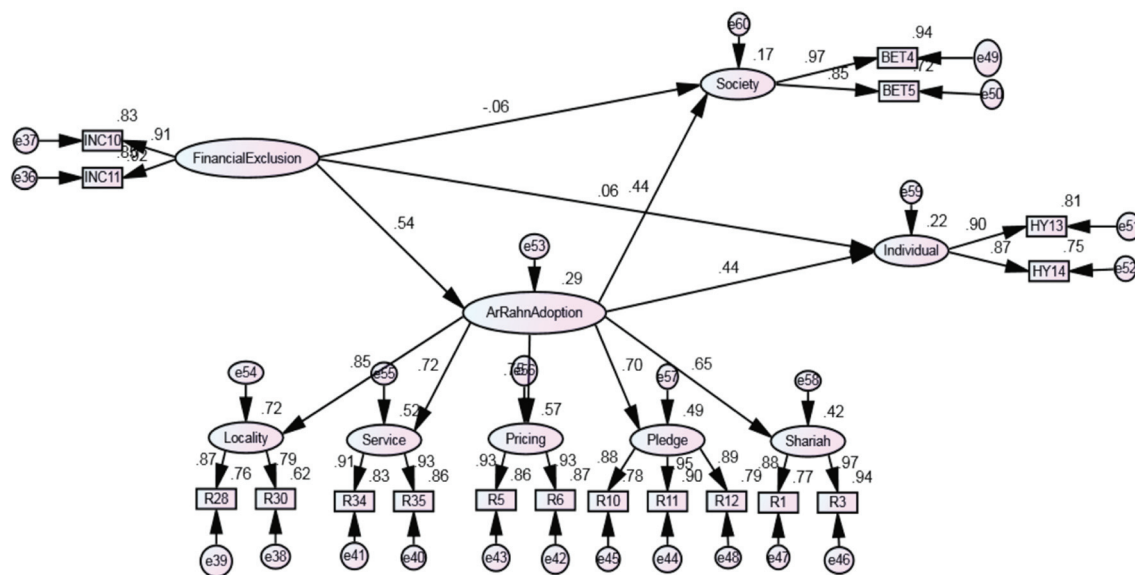 e60
.94
.17
.97
BET4
e49
Society
.85
.72
BET5
e50
.83
-.06
e37
INC10
.91
FinancialExclusion
.85
e36
INC11
.44
e59
.06
.81
.22
.90
HY13
e51
.54
Individual
.87
.75
e53
.44
HY14
e52
.29
ArRahnAdoption
.85
.72
.70
.65
e54
e55
e56
e57
e58
.72
.52
.57
.49
.42
Locality
Service
Pricing
Pledge
Shariah
.87
.79
.91
.93
.93
.93
.88
.95
.89
.88
.97
.76
.62
.83
.86
.86
.87
.78
.90
.79
.77
.94
R28
R30
R34
R35
R5
R6
R10
R11
R12
R1
R3
e39
e38
e41
e40
e43
e42
e45
e44
e48
e47
e46